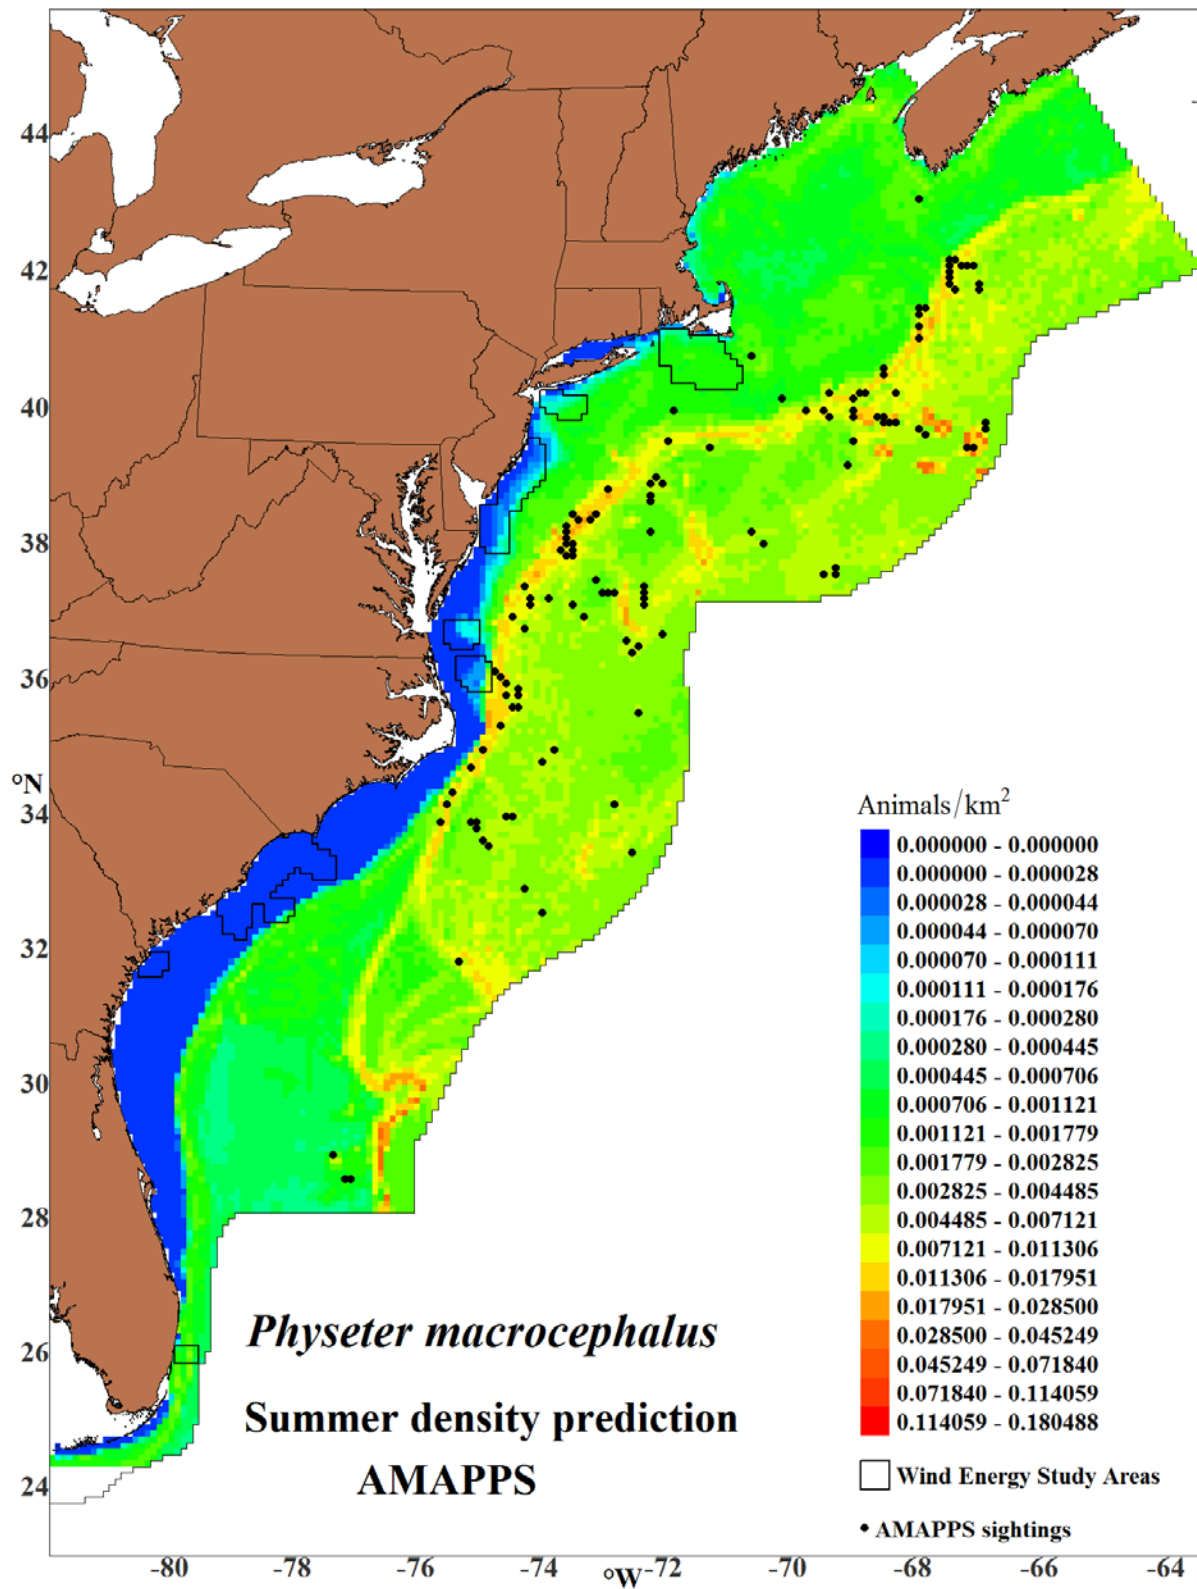 44
42
40
38
36
°N
34
32
30
28
26
24
Animals/km²
0.000000 - 0.000000
0.000000 - 0.000028
0.000028 - 0.000044
0.000044 - 0.000070
0.000070 - 0.000111
0.000111 - 0.000176
0.000176 - 0.000280
0.000280 - 0.000445
0.000445 - 0.000706
0.000706 - 0.001121
0.001121 - 0.001779
0.001779 - 0.002825
0.002825 - 0.004485
0.004485 - 0.007121
0.007121 - 0.011306
0.011306 - 0.017951
0.017951 - 0.028500
0.028500 - 0.045249
0.045249 - 0.071840
0.071840 - 0.114059
0.114059 - 0.180488
Wind Energy Study Areas
AMAPPS sightings
Physeter macrocephalus
Summer density prediction
AMAPPS
-80 -78 -76 -74 °W -72 -70 -68 -66 -64